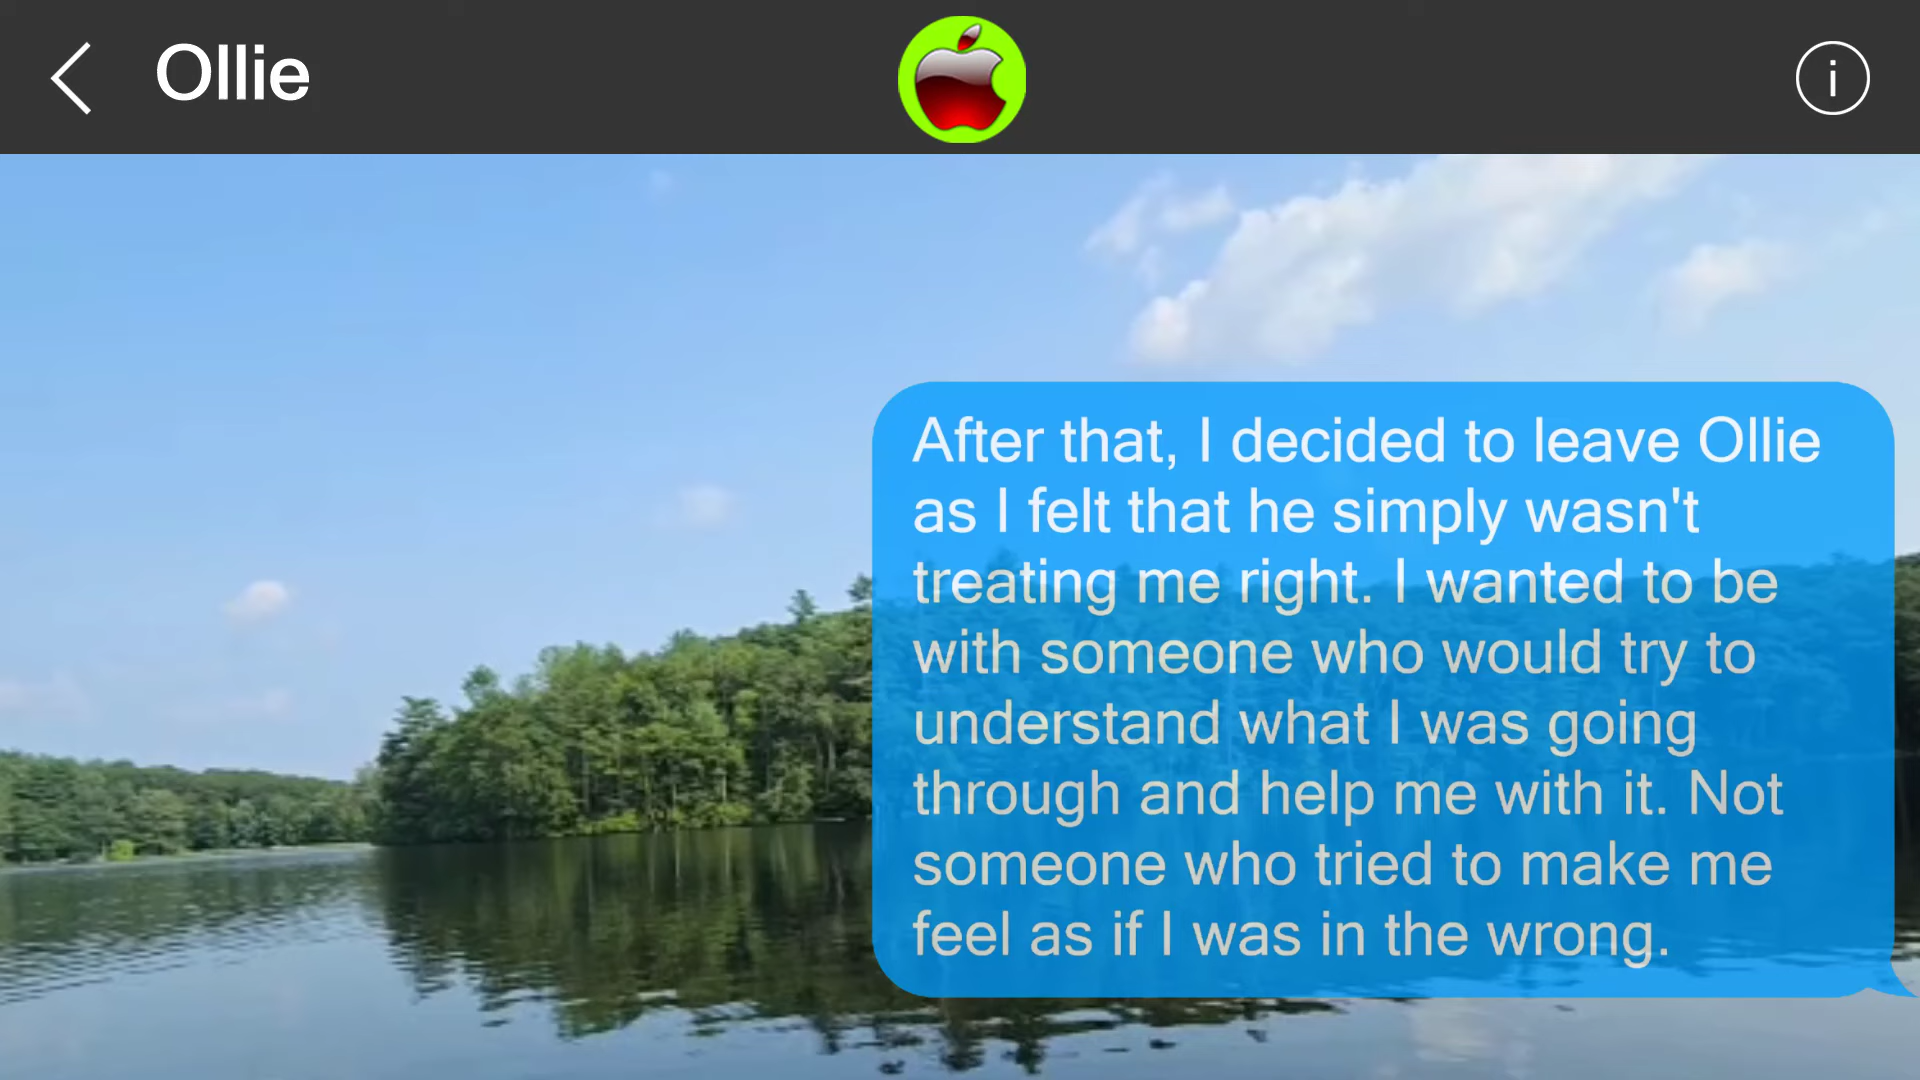 Ollie
After that, I decided to leave Ollie
as I felt that he simply wasn't
treating me right. I wanted to be
with someone who would try to
understand what I was going
through and help me with it. Not
someone who tried to make me
feel as if I was in the wrong.